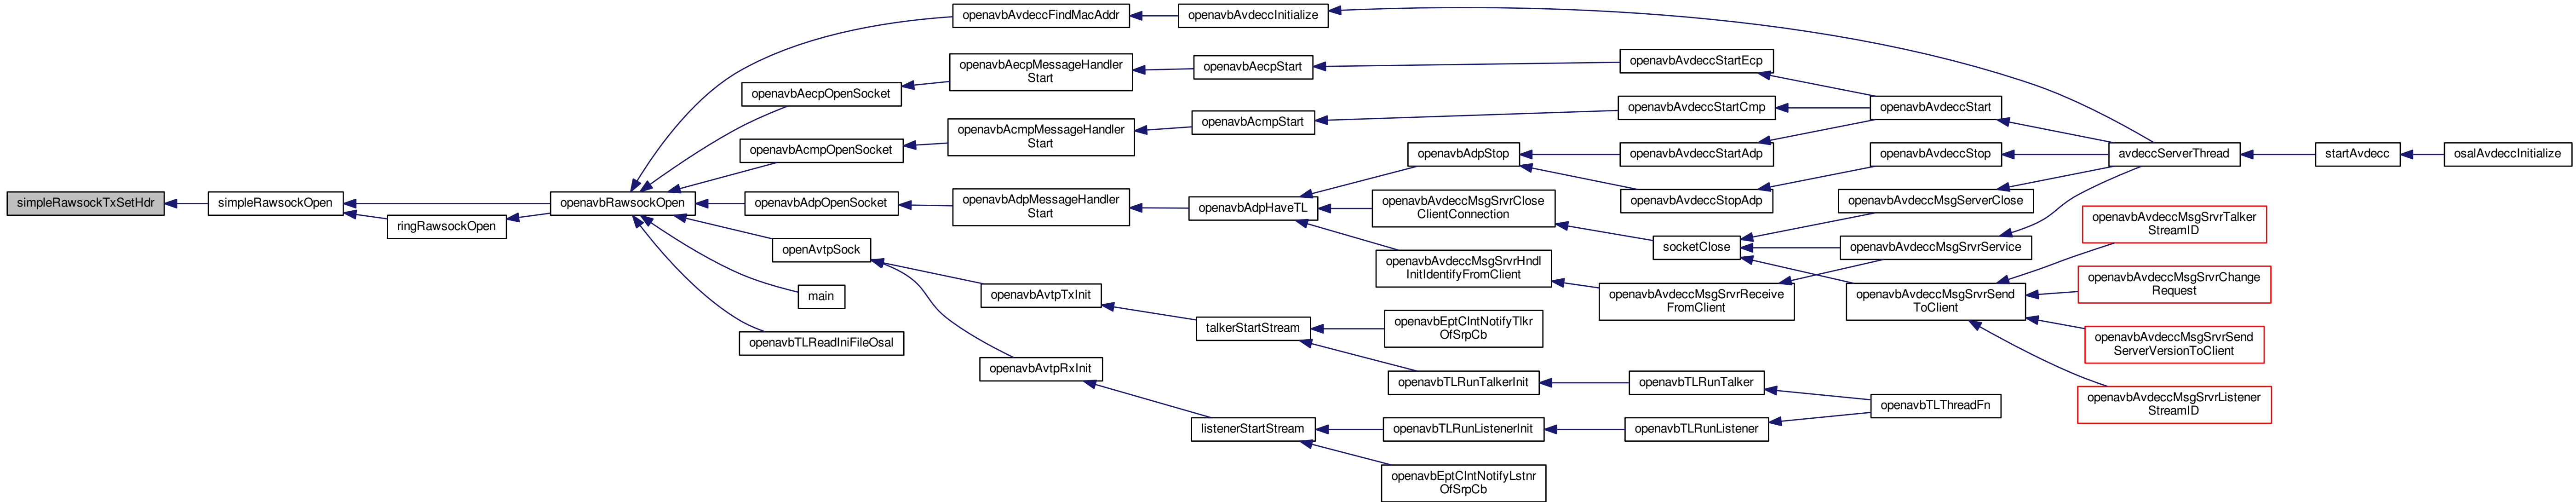 simpleRawsockTxSetHdr
simpleRawsockOpen
ringRawsockOpen
openavbRawsockOpen
openavbAvdeccFindMacAddr
openavbAecpOpenSocket
openavbAcmpOpenSocket
openavbAdpOpenSocket
openAvtpSock
main
openavbTLReadIniFileOsal
openavbAecpMessageHandler
Start
openavbAcmpMessageHandler
Start
openavbAdpMessageHandler
Start
openavbAvtpTxInit
openavbAvtpRxInit
openavbAvdeccInitialize
openavbAecpStart
openavbAcmpStart
openavbAdpHaveTL
talkerStartStream
listenerStartStream
openavbAdpStop
openavbAvdeccMsgSrvrClose
ClientConnection
openavbAvdeccMsgSrvrHndl
InitIdentifyFromClient
openavbEptClntNotifyTlkr
OfSrpCb
openavbTLRunTalkerInit
openavbTLRunListenerInit
openavbEptClntNotifyLstnr
OfSrpCb
openavbAvdeccStartEcp
openavbAvdeccStartCmp
openavbAvdeccStartAdp
openavbAvdeccStopAdp
socketClose
openavbAvdeccMsgSrvrReceive
FromClient
openavbTLRunTalker
openavbTLRunListener
openavbAvdeccStart
openavbAvdeccStop
openavbAvdeccMsgServerClose
openavbAvdeccMsgSrvrService
openavbAvdeccMsgSrvrSend
ToClient
openavbTLThreadFn
avdeccServerThread
openavbAvdeccMsgSrvrTalker
StreamID
openavbAvdeccMsgSrvrChange
Request
openavbAvdeccMsgSrvrSend
ServerVersionToClient
openavbAvdeccMsgSrvrListener
StreamID
startAvdecc
osalAvdeccInitialize